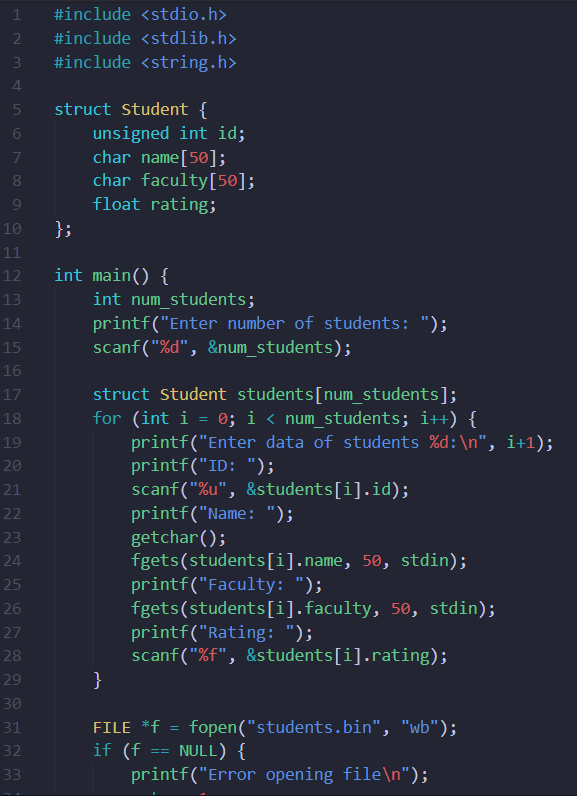 1 #include <stdio.h>
2 #include <stdlib.h>
3 #include <string.h>
4
5 struct Student {
6     unsigned int id;
7     char name[50];
8     char faculty[50];
9     float rating;
10 };
11
12 int main() {
13     int num_students;
14     printf("Enter number of students: ");
15     scanf("%d", &num_students);
16
17     struct Student students[num_students];
18     for (int i = 0; i < num_students; i++) {
19         printf("Enter data of students %d:\n", i+1);
20         printf("ID: ");
21         scanf("%u", &students[i].id);
22         printf("Name: ");
23         getchar();
24         fgets(students[i].name, 50, stdin);
25         printf("Faculty: ");
26         fgets(students[i].faculty, 50, stdin);
27         printf("Rating: ");
28         scanf("%f", &students[i].rating);
29     }
30
31     FILE *f = fopen("students.bin", "wb");
32     if (f == NULL) {
33         printf("Error opening file\n");